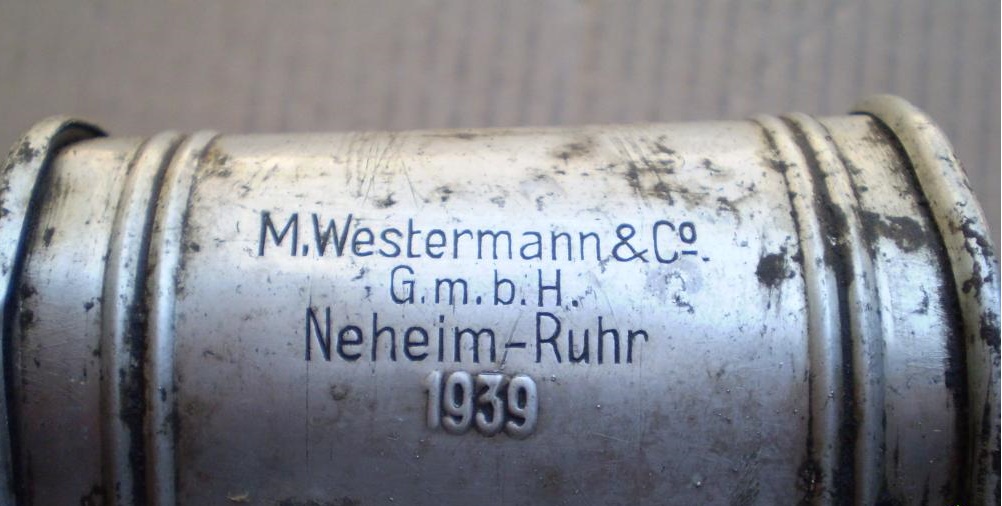 M.Westermann&Cº.
G.m.b.H.
Neheim-Ruhr
1939